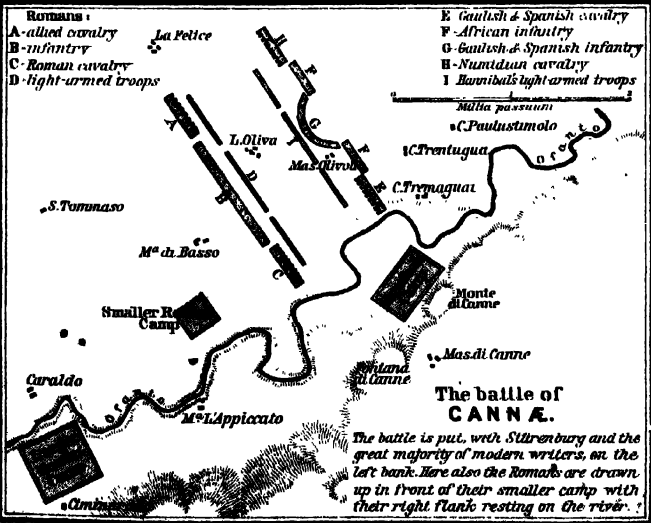 Romans:
A-allied cavalry
B-infantry
C-Roman cavalry
D-light-armed troops
E Gaulish & Spanish cavalry
F-African infantry
G-Gaulish & Spanish infantry
H-Numidian cavalry
I Hannibal's light-armed troops
Millia passuum
La Felice
H
F
G
F
E
I
A
B
D
C
L. Oliva
Mas. Olivo
C. Paulustimolo
C. Trentugua
C. Tremaguai
Oranto
S. Tommaso
Mª di Basso
Smaller Ro
Camp
Monte
di Canne
Mas. di Canne
Fontana
di Canne
Caraldo
Oranto
Mª L'Appiccato
The battle of
CANNÆ.
The battle is put, with Stürenburg and the
great majority of modern writers, on the
left bank. Here also the Romans are drawn
up in front of their smaller camp with
their right flank resting on the river.